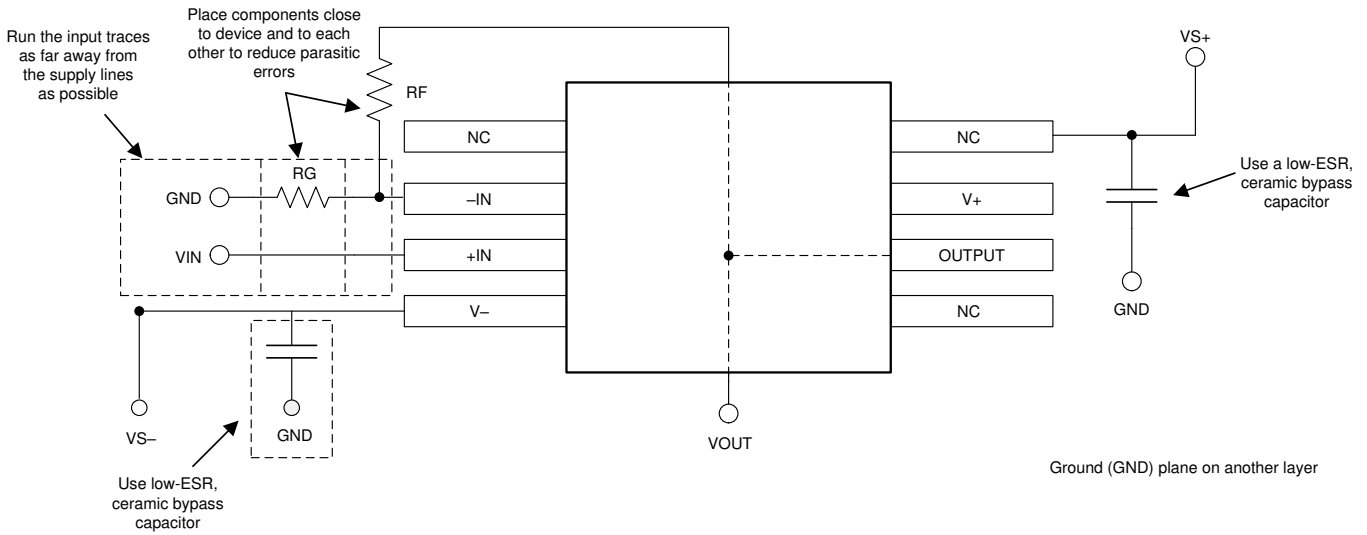 Run the input traces
as far away from
the supply lines
as possible
Place components close
to device and to each
other to reduce parasitic
errors
RF
RG
GND
VIN
NC
–IN
+IN
V–
VS–
GND
Use low-ESR,
ceramic bypass
capacitor
VOUT
NC
V+
OUTPUT
NC
VS+
GND
Use a low-ESR,
ceramic bypass
capacitor
Ground (GND) plane on another layer